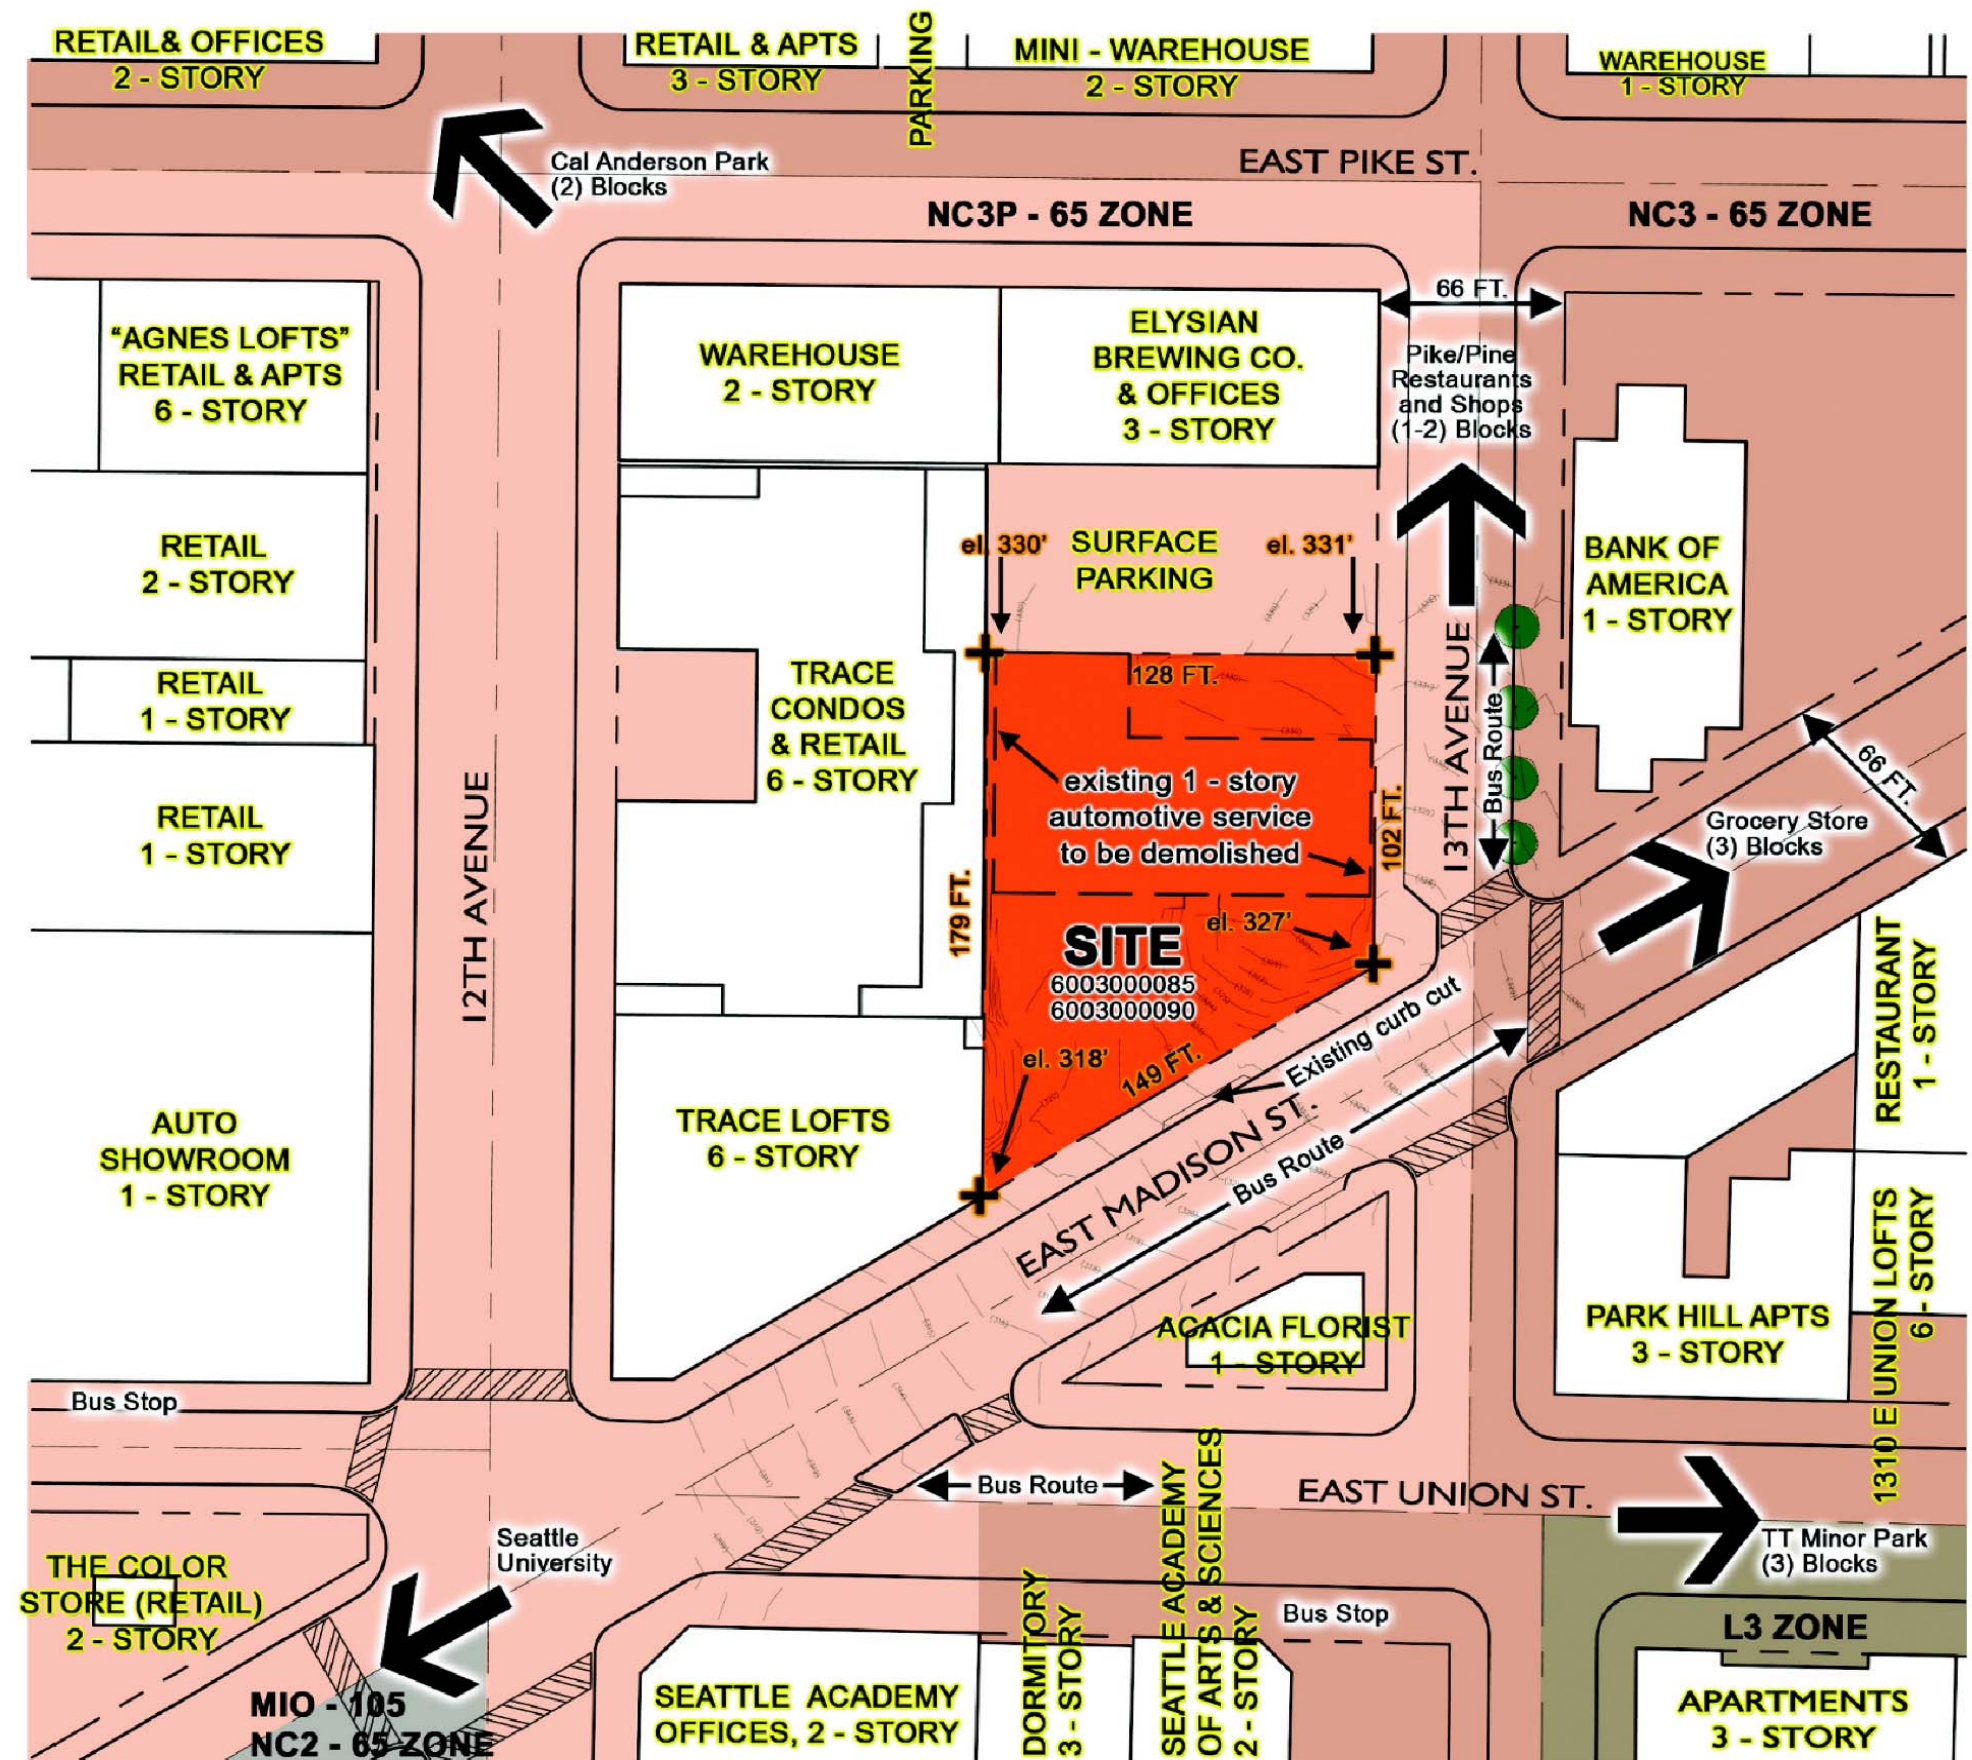 RETAIL& OFFICES
2 - STORY
RETAIL & APTS
3 - STORY
PARKING
MINI - WAREHOUSE
2 - STORY
WAREHOUSE
1 - STORY
Cal Anderson Park
(2) Blocks
EAST PIKE ST.
NC3P - 65 ZONE
NC3 - 65 ZONE
66 FT.
"AGNES LOFTS"
RETAIL & APTS
6 - STORY
WAREHOUSE
2 - STORY
ELYSIAN
BREWING CO.
& OFFICES
3 - STORY
Pike/Pine
Restaurants
and Shops
(1-2) Blocks
RETAIL
2 - STORY
el. 330'
SURFACE
PARKING
el. 331'
BANK OF
AMERICA
1 - STORY
RETAIL
1 - STORY
TRACE
CONDOS
& RETAIL
6 - STORY
128 FT.
13TH AVENUE
Bus Route
66 FT.
existing 1 - story
automotive service
to be demolished
102 FT.
Grocery Store
(3) Blocks
RETAIL
1 - STORY
12TH AVENUE
179 FT.
el. 327'
SITE
6003000085
6003000090
el. 318'
149 FT.
Existing curb cut
RESTAURANT
1 - STORY
AUTO
SHOWROOM
1 - STORY
TRACE LOFTS
6 - STORY
EAST MADISON ST.
Bus Route
ACACIA FLORIST
1 - STORY
PARK HILL APTS
3 - STORY
1310 E UNION LOFTS
6 - STORY
Bus Stop
Bus Route
EAST UNION ST.
Seattle
University
TT Minor Park
(3) Blocks
THE COLOR
STORE (RETAIL)
2 - STORY
Bus Stop
L3 ZONE
MIO - 105
NC2 - 65 ZONE
SEATTLE ACADEMY
OFFICES, 2 - STORY
DORMITORY
3 - STORY
SEATTLE ACADEMY
OF ARTS & SCIENCES
2 - STORY
APARTMENTS
3 - STORY